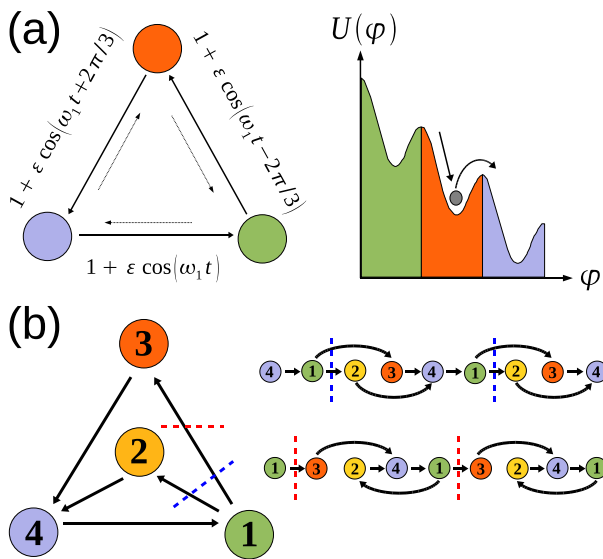 (a)
1 + ε cos(ω₁t+2π/3)
1 + ε cos(ω₁t−2π/3)
1 + ε cos(ω₁t)
U(φ)
φ
(b)
3
2
4
1
4 1 2 3 4 1 2 3 4
1 3 2 4 1 3 2 4 1